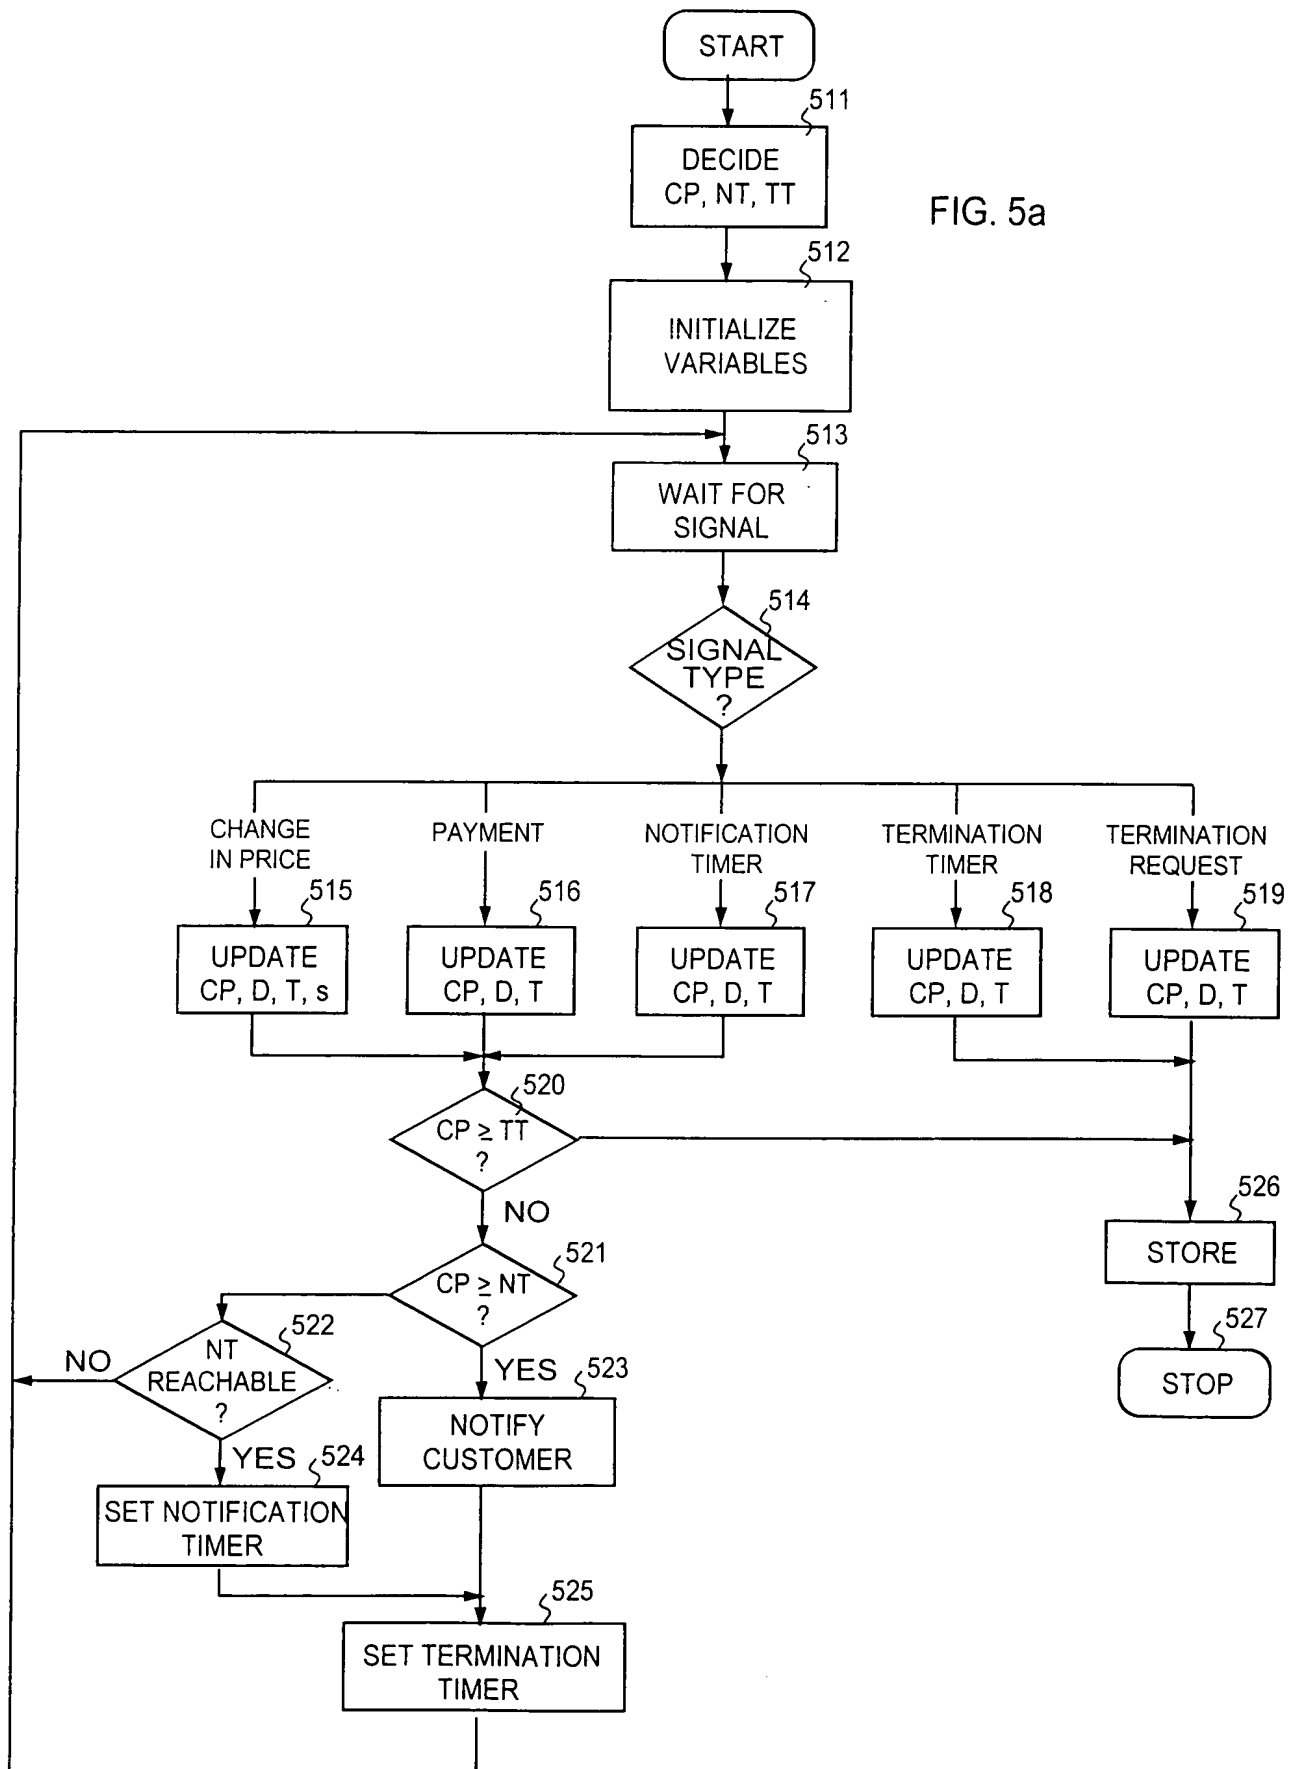 START
511
DECIDE
CP, NT, TT
FIG. 5a
512
INITIALIZE
VARIABLES
513
WAIT FOR
SIGNAL
514
SIGNAL
TYPE
?
CHANGE
IN PRICE
PAYMENT
NOTIFICATION
TIMER
TERMINATION
TIMER
TERMINATION
REQUEST
515
UPDATE
CP, D, T, s
516
UPDATE
CP, D, T
517
UPDATE
CP, D, T
518
UPDATE
CP, D, T
519
UPDATE
CP, D, T
520
CP ≥ TT
?
NO
526
STORE
521
CP ≥ NT
?
527
STOP
522
NT
REACHABLE
?
NO
YES
YES
523
NOTIFY
CUSTOMER
524
SET NOTIFICATION
TIMER
525
SET TERMINATION
TIMER